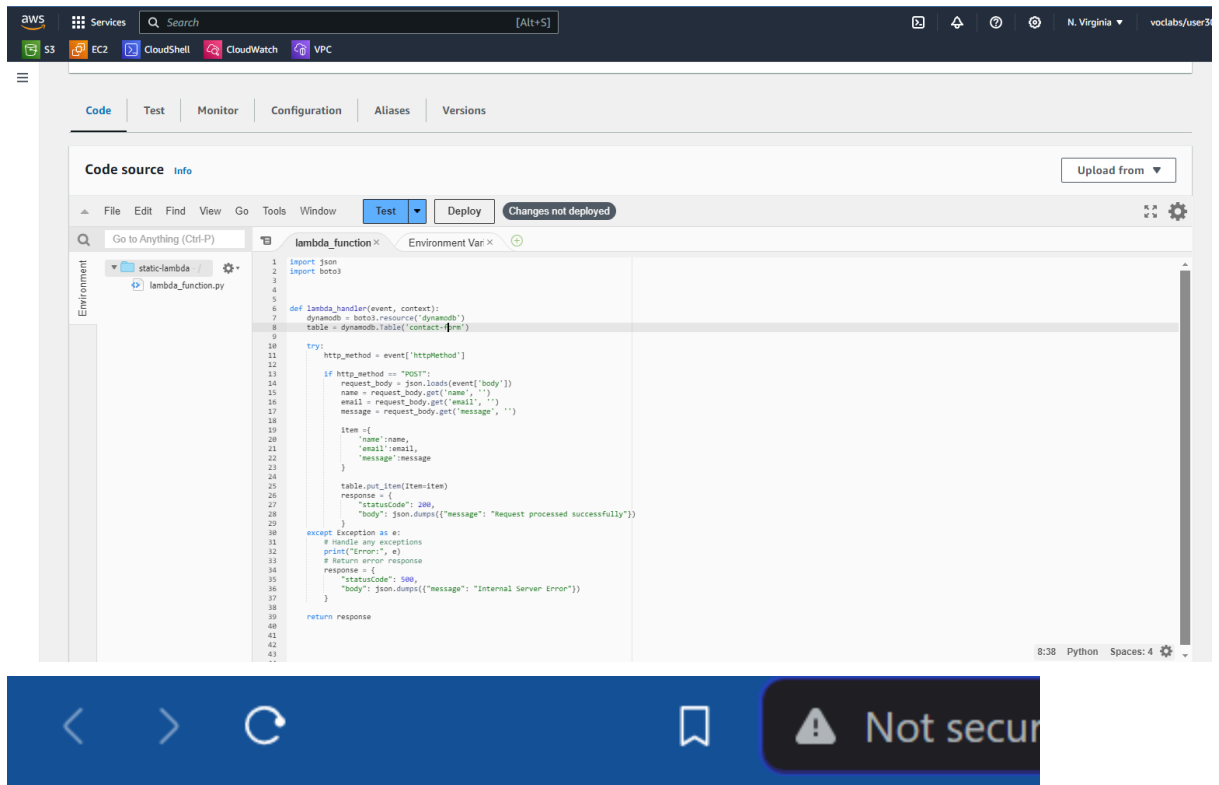 aws Services Search [Alt+S] N. Virginia voclabs/user30
S3 EC2 CloudShell CloudWatch VPC
Code Test Monitor Configuration Aliases Versions
Code source Info Upload from
File Edit Find View Go Tools Window Test Deploy Changes not deployed
Go to Anything (Ctrl-P) lambda_function × Environment Var ×
Environment
static-lambda - /
lambda_function.py
1 import json
2 import boto3
3
4
5
6 def lambda_handler(event, context):
7 dynamodb = boto3.resource('dynamodb')
8 table = dynamodb.Table('contact-form')
9
10 try:
11 http_method = event['httpMethod']
12
13 if http_method == "POST":
14 request_body = json.loads(event['body'])
15 name = request_body.get('name', '')
16 email = request_body.get('email', '')
17 message = request_body.get('message', '')
18
19 item ={
20 'name':name,
21 'email':email,
22 'message':message
23 }
24
25 table.put_item(Item=item)
26 response = {
27 "statusCode": 200,
28 "body": json.dumps({"message": "Request processed successfully"})
29 }
30 except Exception as e:
31 # Handle any exceptions
32 print("Error:", e)
33 # Return error response
34 response = {
35 "statusCode": 500,
36 "body": json.dumps({"message": "Internal Server Error"})
37 }
38
39 return response
40
41
42
43
8:38 Python Spaces: 4
Not secur